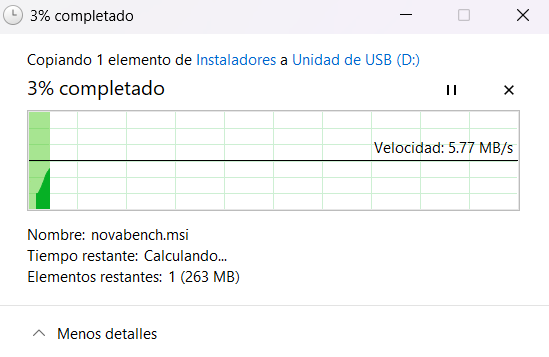 3% completado
Copiando 1 elemento de Instaladores a Unidad de USB (D:)
3% completado
Velocidad: 5.77 MB/s
Nombre: novabench.msi
Tiempo restante: Calculando...
Elementos restantes: 1 (263 MB)
Menos detalles